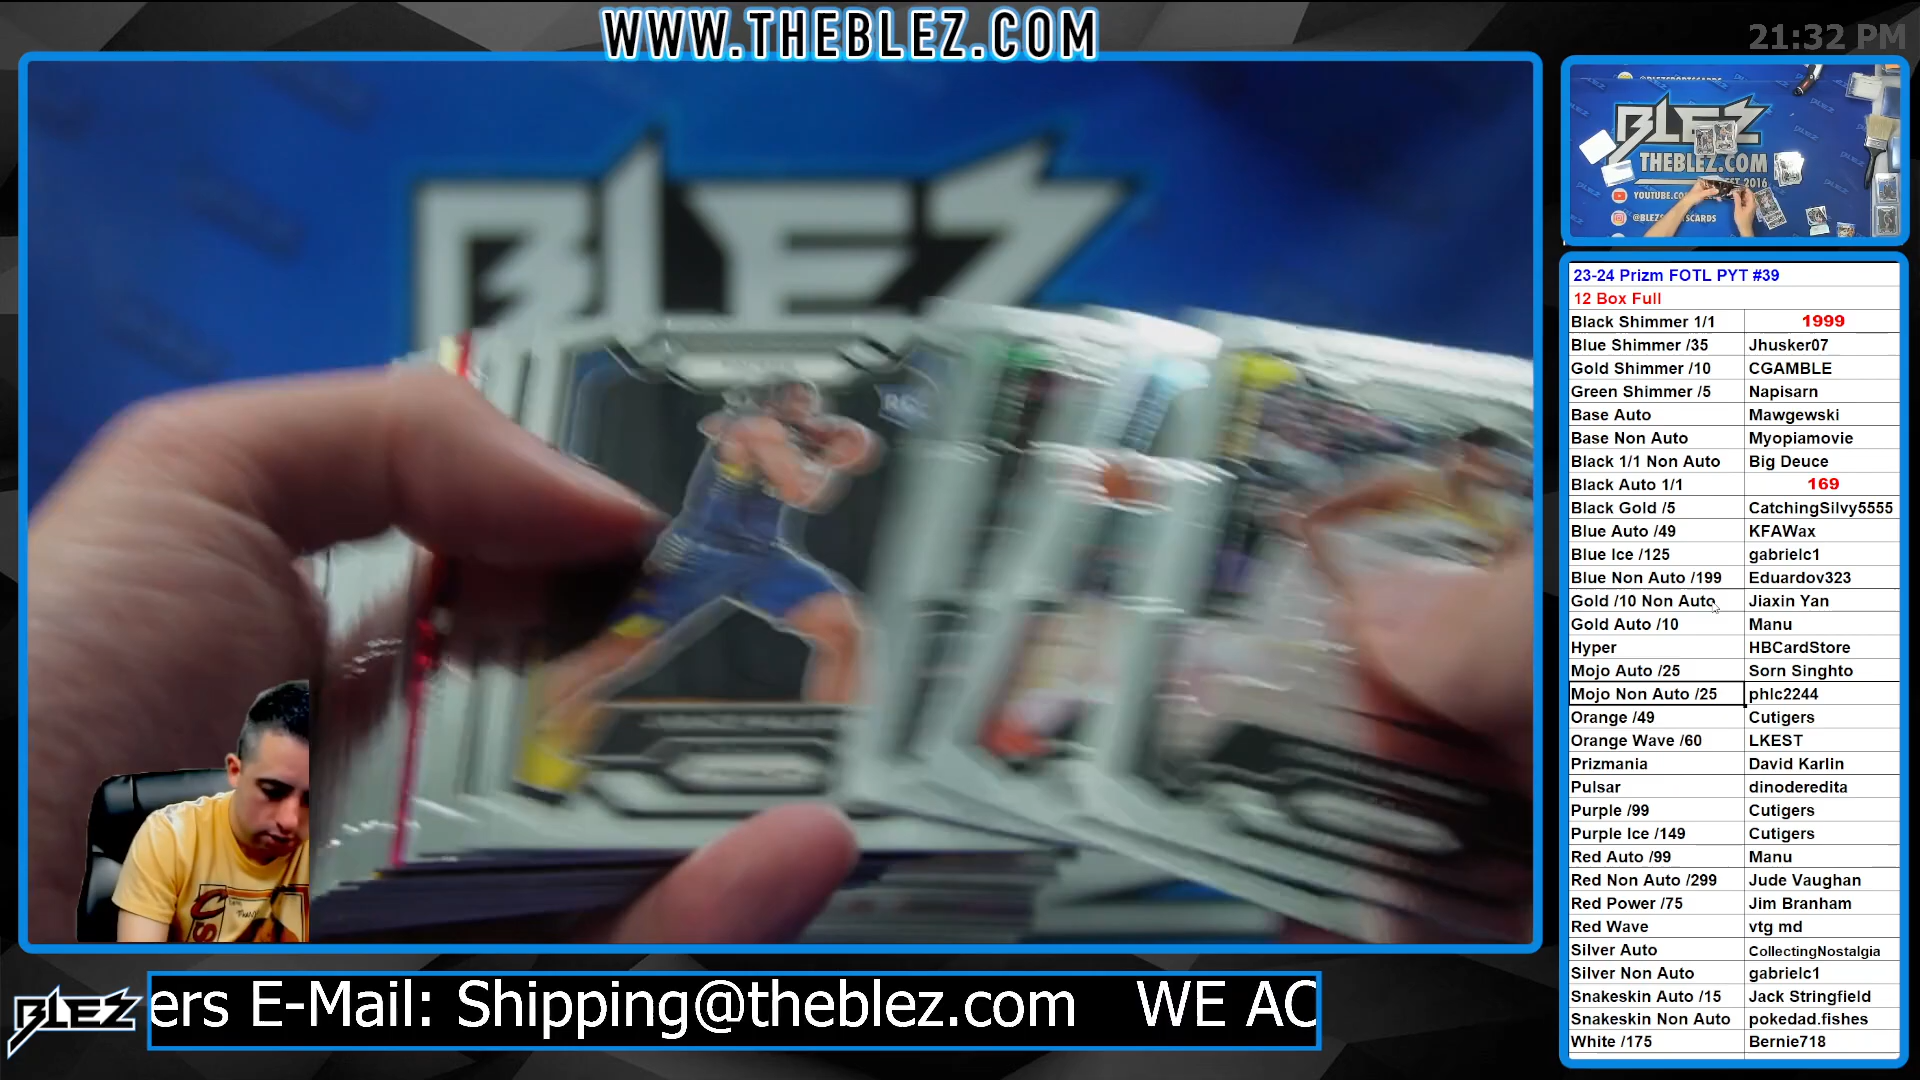 WWW.THEBLEZ.COM
21:32 PM
BLEZ
RC
BLEZ
THEBLEZ.COM
EST 2016
YOUTUBE.CO
@BLEZSPORTSCARDS
23-24 Prizm FOTL PYT #39
12 Box Full
Black Shimmer 1/1 1999
Blue Shimmer /35 Jhusker07
Gold Shimmer /10 CGAMBLE
Green Shimmer /5 Napisarn
Base Auto Mawgewski
Base Non Auto Myopiamovie
Black 1/1 Non Auto Big Deuce
Black Auto 1/1 169
Black Gold /5 CatchingSilvy5555
Blue Auto /49 KFAWax
Blue Ice /125 gabrielc1
Blue Non Auto /199 Eduardov323
Gold /10 Non Auto Jiaxin Yan
Gold Auto /10 Manu
Hyper HBCardStore
Mojo Auto /25 Sorn Singhto
Mojo Non Auto /25 phlc2244
Orange /49 Cutigers
Orange Wave /60 LKEST
Prizmania David Karlin
Pulsar dinoderedita
Purple /99 Cutigers
Purple Ice /149 Cutigers
Red Auto /99 Manu
Red Non Auto /299 Jude Vaughan
Red Power /75 Jim Branham
Red Wave vtg md
Silver Auto CollectingNostalgia
Silver Non Auto gabrielc1
Snakeskin Auto /15 Jack Stringfield
Snakeskin Non Auto pokedad.fishes
White /175 Bernie718
BLEZ
ers E-Mail: Shipping@theblez.com WE AC